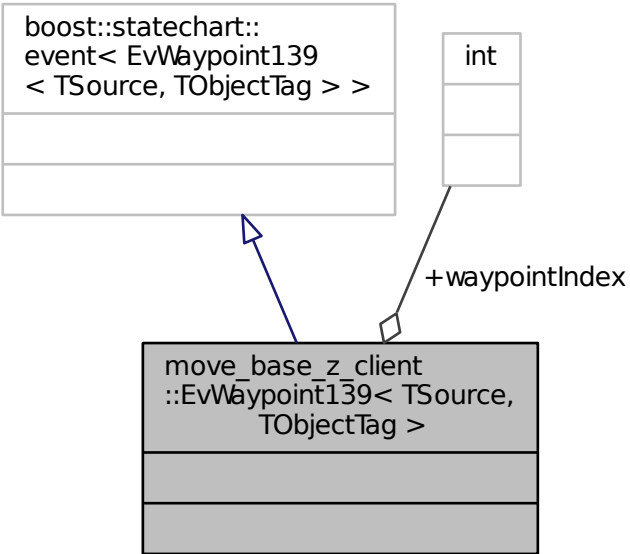 boost::statechart::
event< EvWaypoint139
< TSource, TObjectTag > >
int
+waypointIndex
move_base_z_client
::EvWaypoint139< TSource,
TObjectTag >